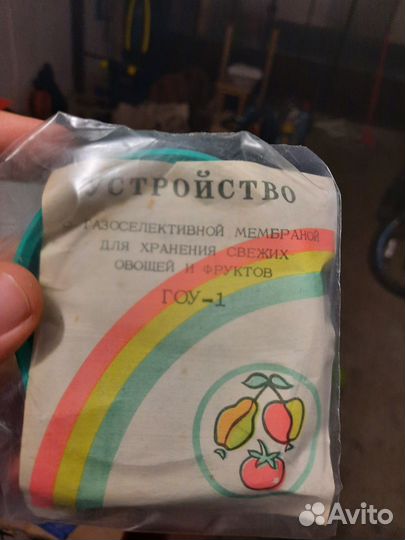 УСТРОЙСТВО
С ГАЗОСЕЛЕКТИВНОЙ МЕМБРАНОЙ
ДЛЯ ХРАНЕНИЯ СВЕЖИХ
ОВОЩЕЙ И ФРУКТОВ
ГОУ-1
Avito